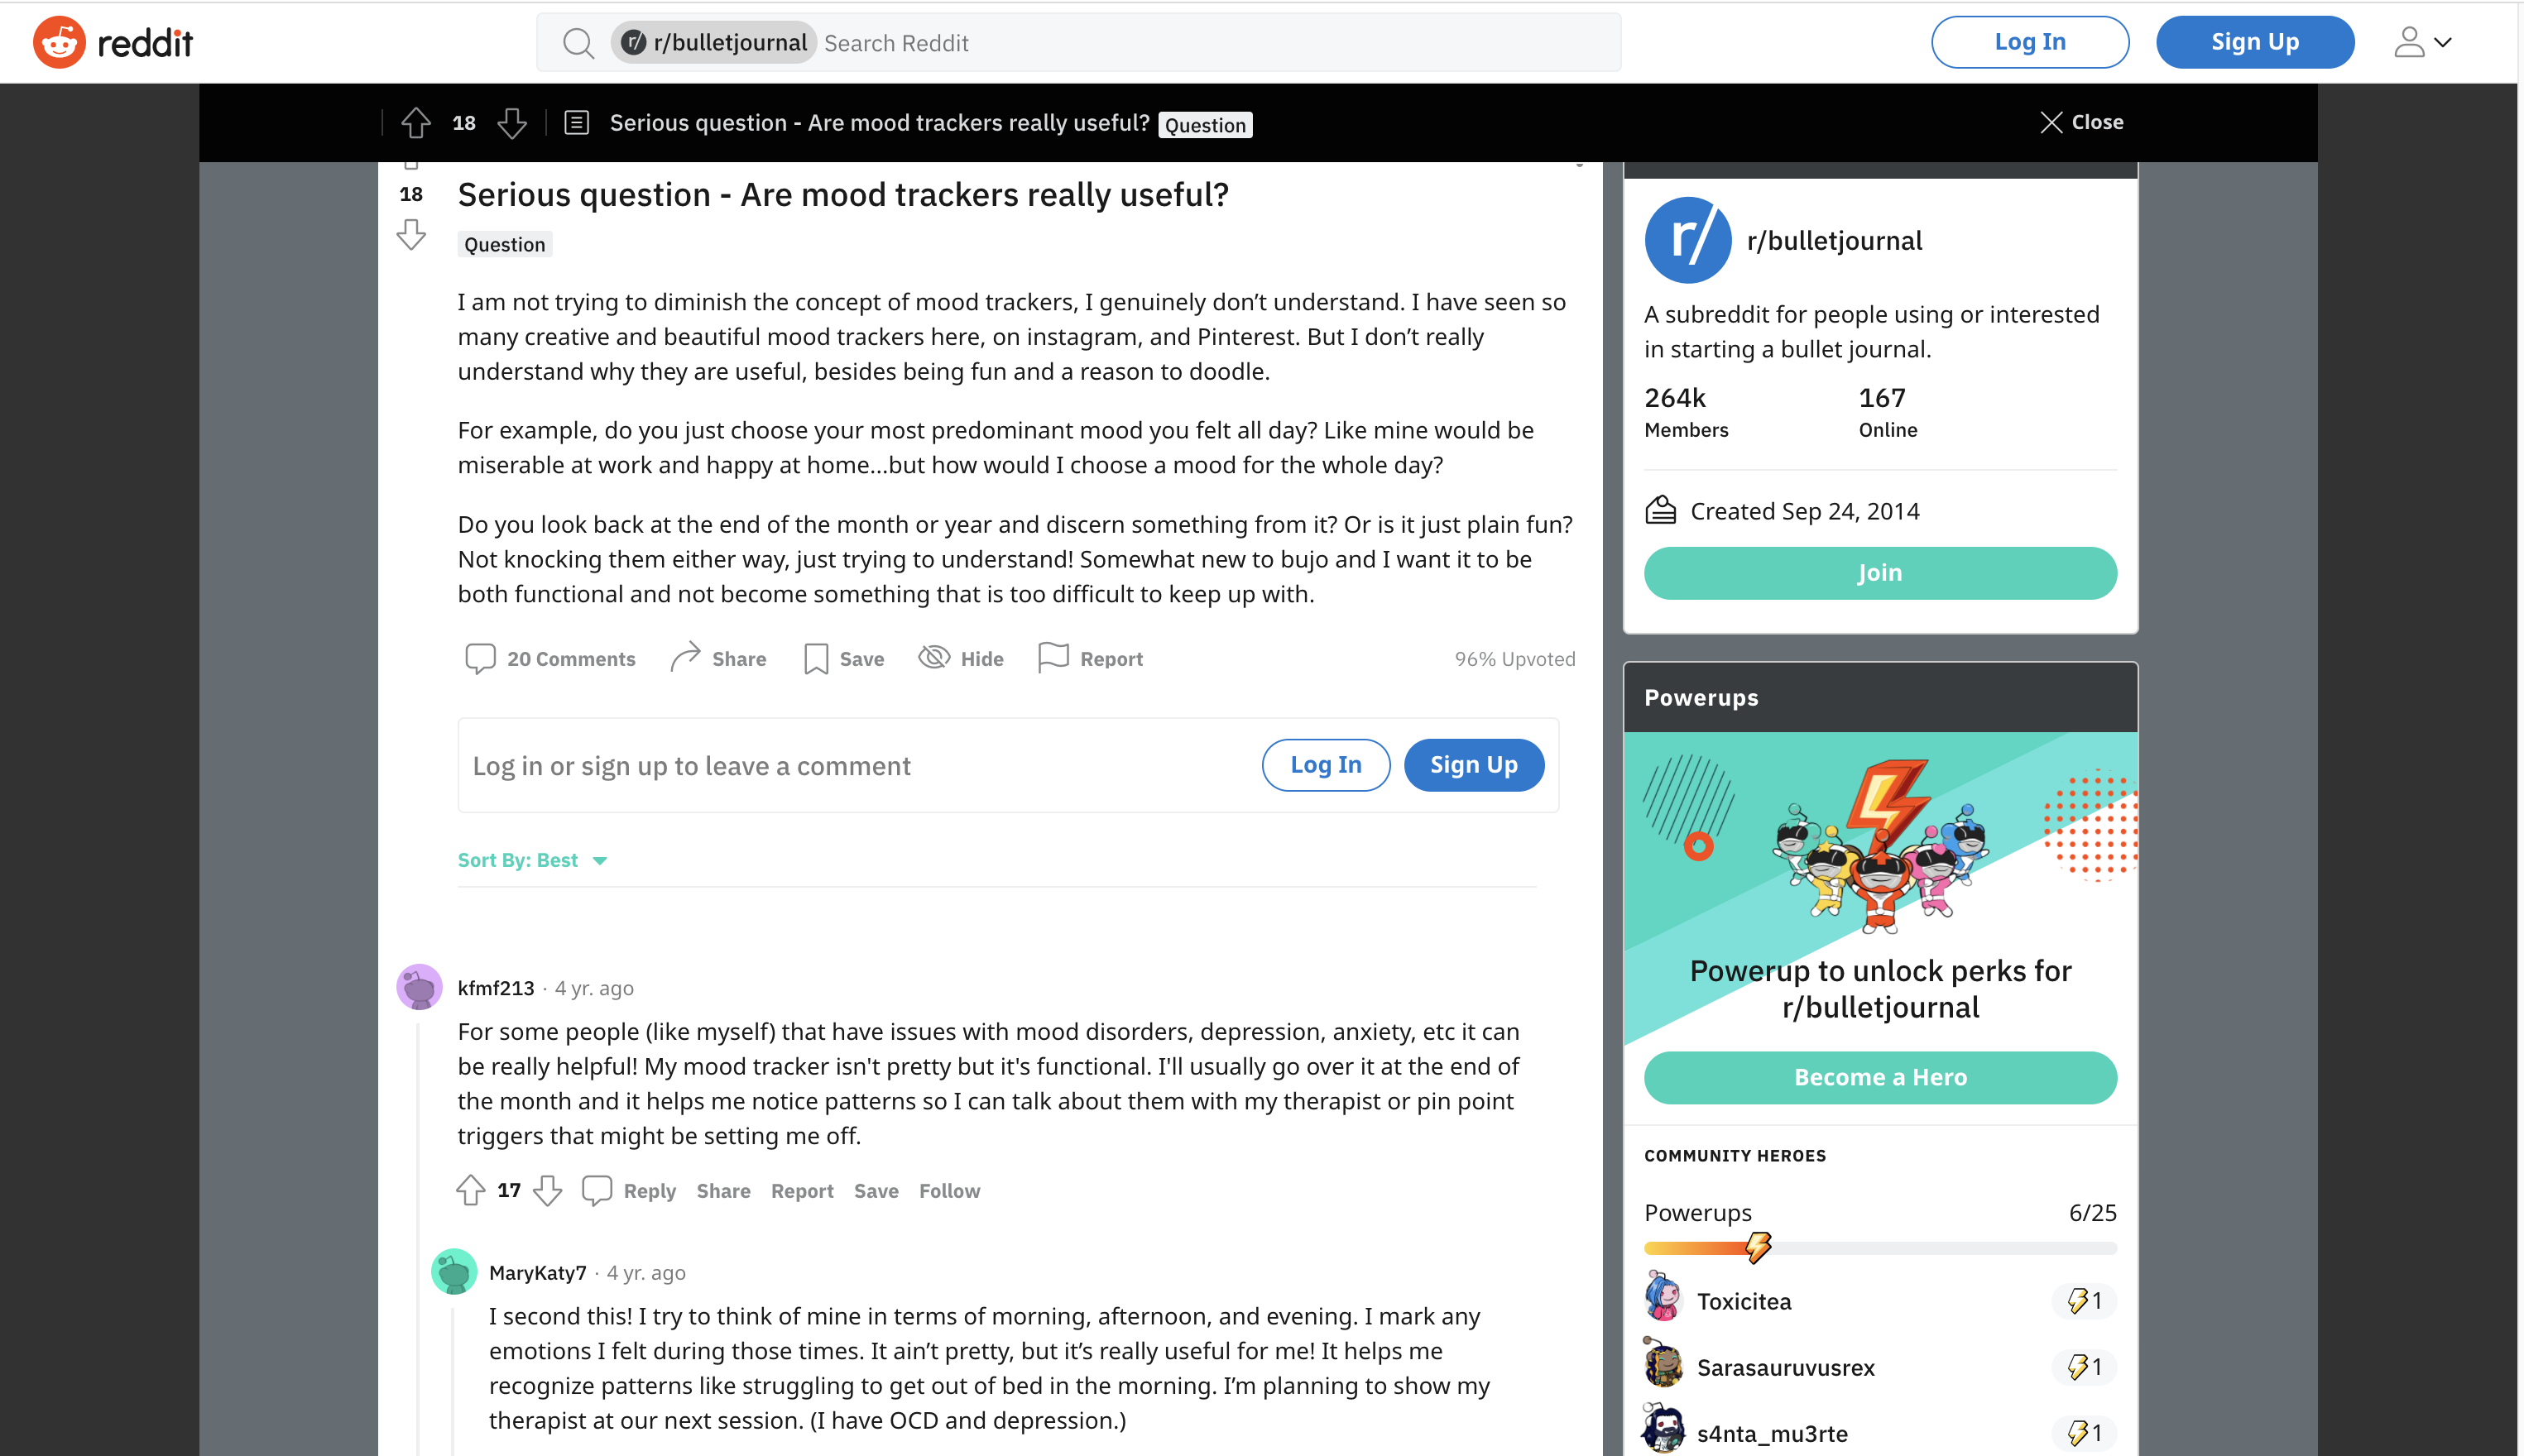 reddit
r/bulletjournal Search Reddit
Log In
Sign Up
18
Serious question - Are mood trackers really useful? Question
Close
18
Serious question - Are mood trackers really useful?
Question
I am not trying to diminish the concept of mood trackers, I genuinely don’t understand. I have seen so
many creative and beautiful mood trackers here, on instagram, and Pinterest. But I don’t really
understand why they are useful, besides being fun and a reason to doodle.
For example, do you just choose your most predominant mood you felt all day? Like mine would be
miserable at work and happy at home...but how would I choose a mood for the whole day?
Do you look back at the end of the month or year and discern something from it? Or is it just plain fun?
Not knocking them either way, just trying to understand! Somewhat new to bujo and I want it to be
both functional and not become something that is too difficult to keep up with.
20 Comments Share Save Hide Report 96% Upvoted
Log in or sign up to leave a comment Log In Sign Up
Sort By: Best
kfmf213 · 4 yr. ago
For some people (like myself) that have issues with mood disorders, depression, anxiety, etc it can
be really helpful! My mood tracker isn't pretty but it's functional. I'll usually go over it at the end of
the month and it helps me notice patterns so I can talk about them with my therapist or pin point
triggers that might be setting me off.
17 Reply Share Report Save Follow
MaryKaty7 · 4 yr. ago
I second this! I try to think of mine in terms of morning, afternoon, and evening. I mark any
emotions I felt during those times. It ain’t pretty, but it’s really useful for me! It helps me
recognize patterns like struggling to get out of bed in the morning. I’m planning to show my
therapist at our next session. (I have OCD and depression.)
r/ r/bulletjournal
A subreddit for people using or interested
in starting a bullet journal.
264k 167
Members Online
Created Sep 24, 2014
Join
Powerups
Powerup to unlock perks for
r/bulletjournal
Become a Hero
COMMUNITY HEROES
Powerups 6/25
Toxicitea 1
Sarasauruvusrex 1
s4nta_mu3rte 1